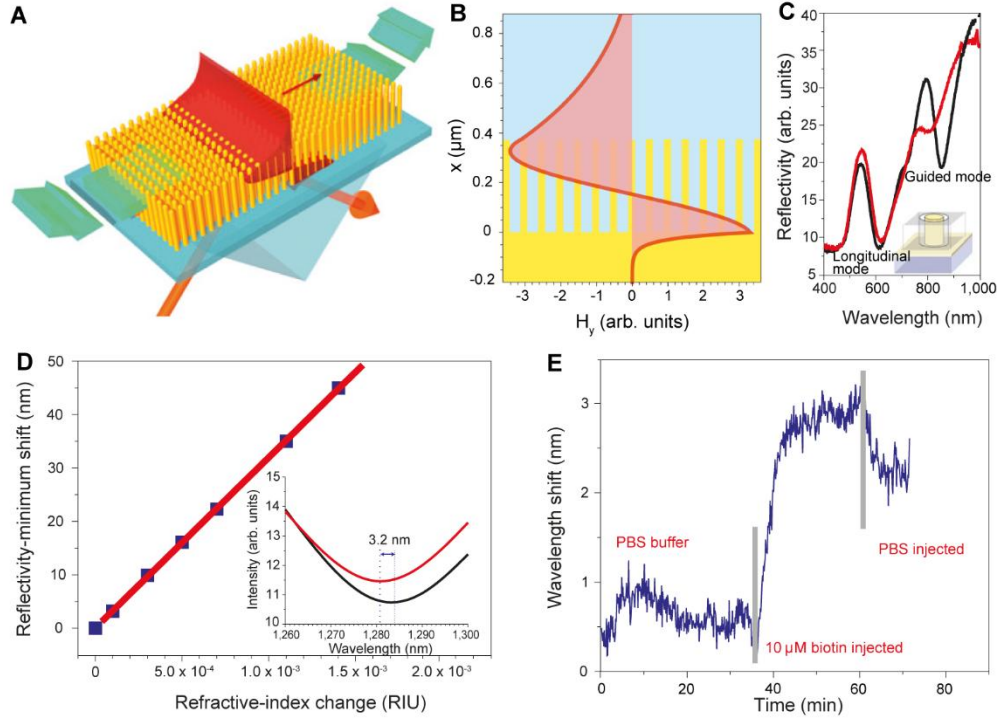 A
B
0.8
0.6
0.4
0.2
0
-0.2
x (µm)
-3 -2 -1 0 1 2 3
H_y (arb. units)
C
40
35
30
25
20
15
10
5
Reflectivity (arb. units)
Guided mode
Longitudinal
mode
400 600 800 1,000
Wavelength (nm)
D
50
40
30
20
10
0
Reflectivity-minimum shift (nm)
0 5.0 x 10⁻⁴ 1.0 x 10⁻³ 1.5 x 10⁻³ 2.0 x 10⁻³
Refractive-index change (RIU)
15
14
13
12
11
10
Intensity (arb. units)
3.2 nm
1,260 1,270 1,280 1,290 1,300
Wavelength (nm)
E
3
2
1
0
Wavelength shift (nm)
PBS buffer
PBS injected
10 µM biotin injected
0 20 40 60 80
Time (min)